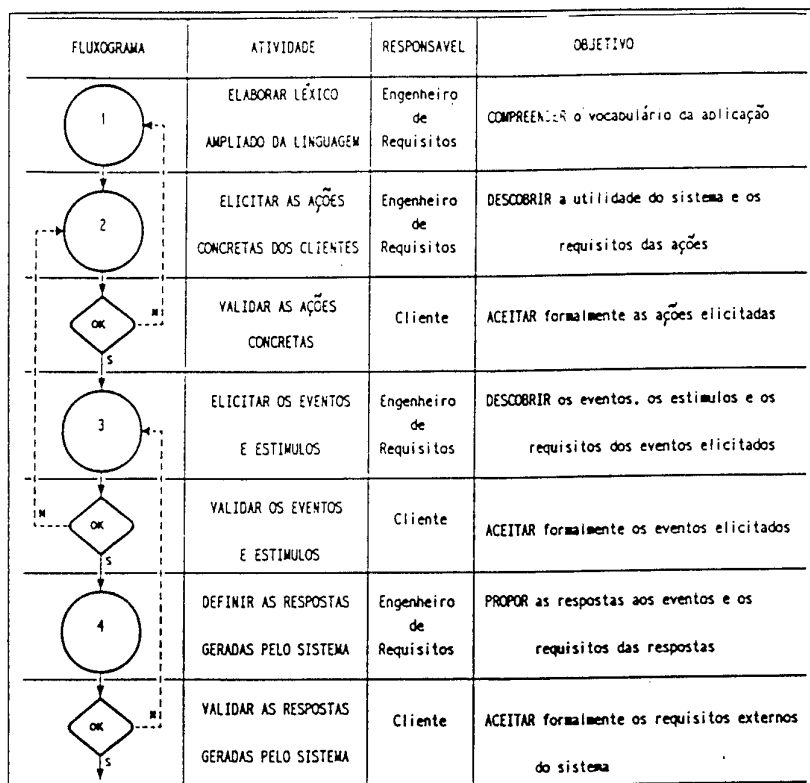 FLUXOGRAMA ATIVIDADE RESPONSAVEL OBJETIVO
1
ELABORAR LÉXICO
AMPLIADO DA LINGUAGEM
Engenheiro
de
Requisitos
COMPREENDER o vocabulário da aplicação
2
ELICITAR AS AÇÕES
CONCRETAS DOS CLIENTES
Engenheiro
de
Requisitos
DESCOBRIR a utilidade do sistema e os
requisitos das ações
OK
N
S
VALIDAR AS AÇÕES
CONCRETAS
Cliente
ACEITAR formalmente as ações elicitadas
3
ELICITAR OS EVENTOS
E ESTIMULOS
Engenheiro
de
Requisitos
DESCOBRIR os eventos, os estimulos e os
requisitos dos eventos elicitados
N
OK
S
VALIDAR OS EVENTOS
E ESTIMULOS
Cliente
ACEITAR formalmente os eventos elicitados
4
DEFINIR AS RESPOSTAS
GERADAS PELO SISTEMA
Engenheiro
de
Requisitos
PROPOR as respostas aos eventos e os
requisitos das respostas
OK
N
S
VALIDAR AS RESPOSTAS
GERADAS PELO SISTEMA
Cliente
ACEITAR formalmente os requisitos externos
do sistema